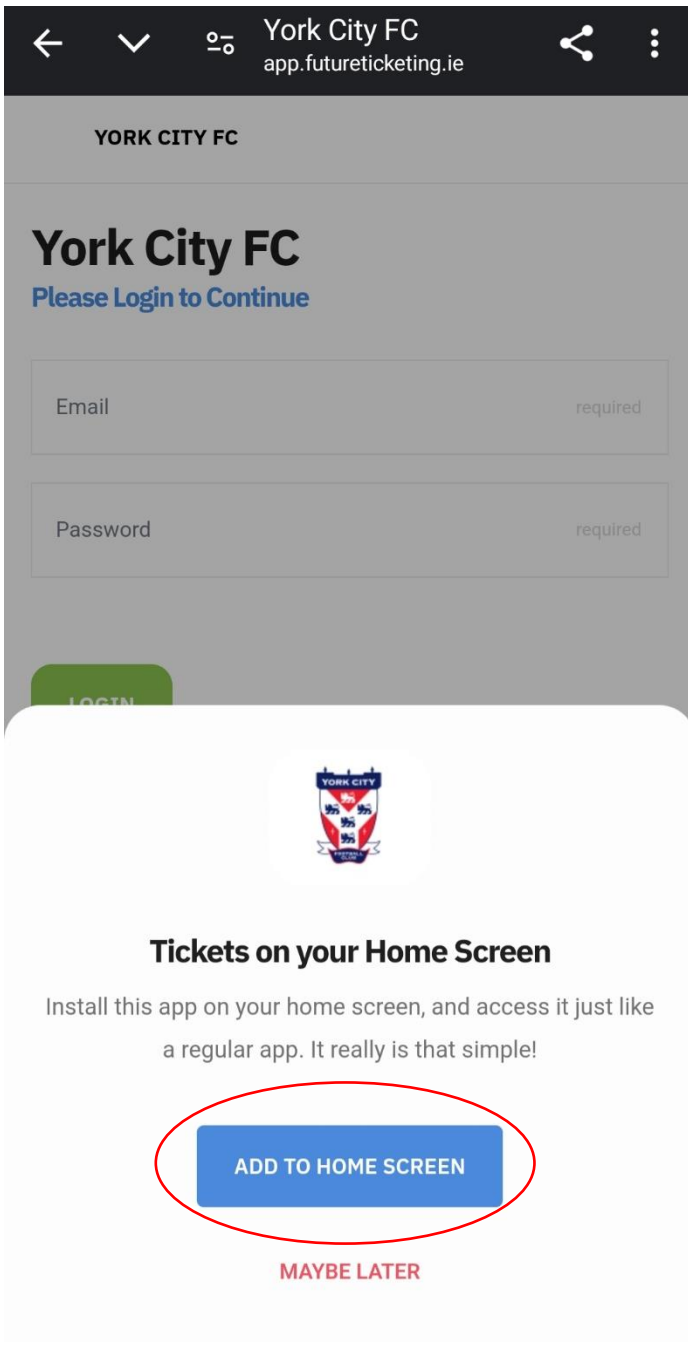 York City FC
app.futureticketing.ie
YORK CITY FC
York City FC
Please Login to Continue
Email required
Password required
LOGIN
YORK CITY
FOOTBALL
CLUB
Tickets on your Home Screen
Install this app on your home screen, and access it just like
a regular app. It really is that simple!
ADD TO HOME SCREEN
MAYBE LATER